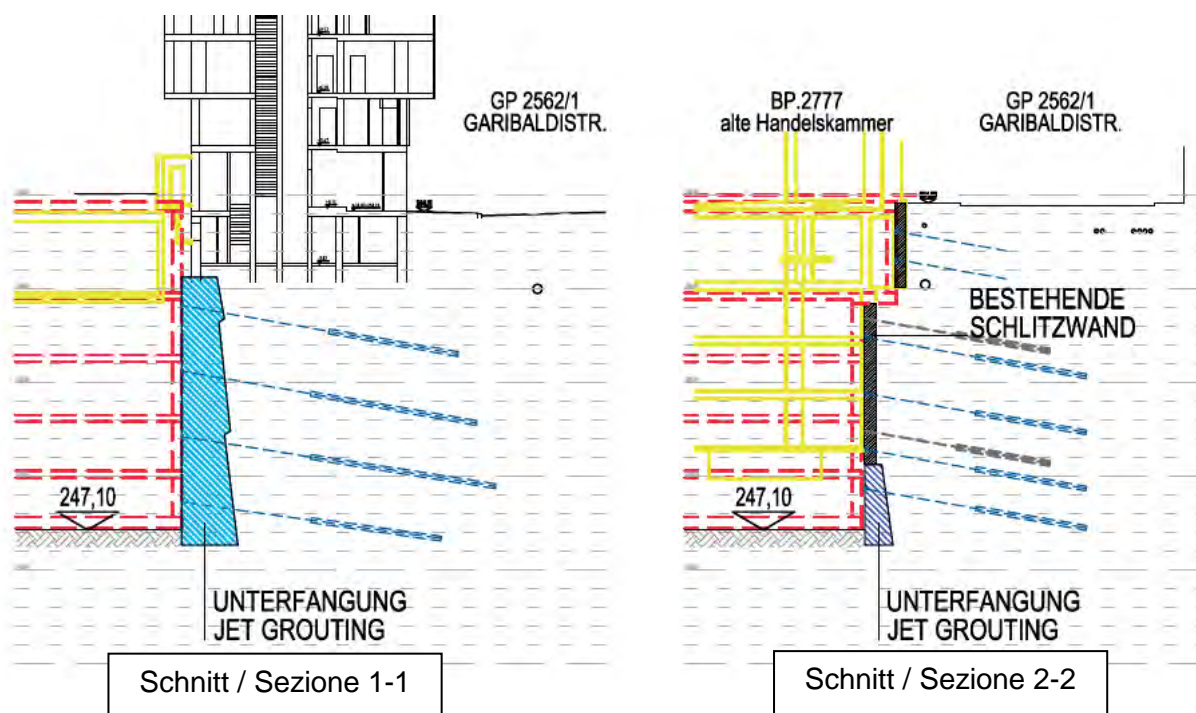 GP 2562/1
GARIBALDISTR.
247,10
UNTERFANGUNG
JET GROUTING
Schnitt / Sezione 1-1
BP.2777
alte Handelskammer
GP 2562/1
GARIBALDISTR.
BESTEHENDE
SCHLITZWAND
247,10
UNTERFANGUNG
JET GROUTING
Schnitt / Sezione 2-2